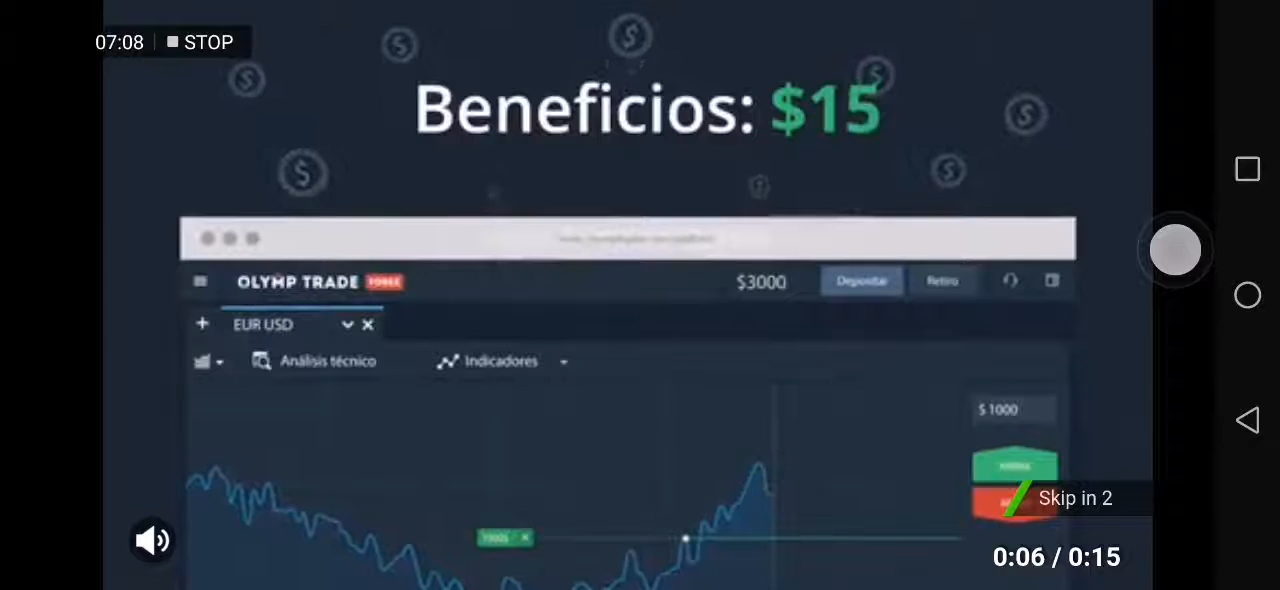 07:08 STOP
Beneficios: $15
OLYMP TRADE FOREX
$3000
Depositar
Retiro
+ EUR USD
Análisis técnico
Indicadores
$ 1000
Skip in 2
0:06 / 0:15